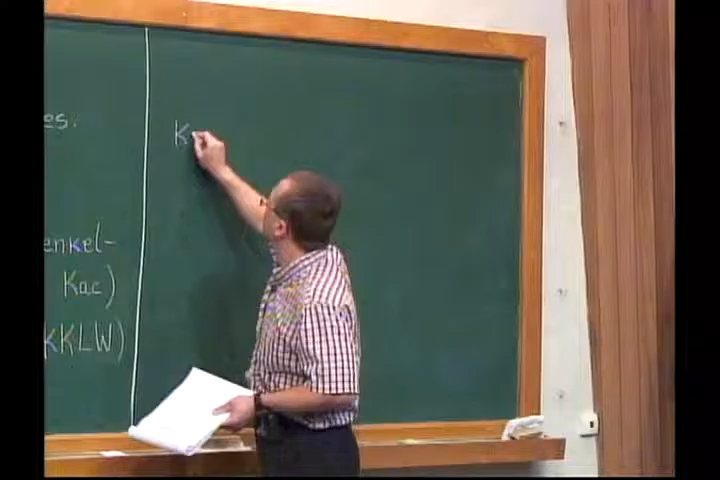 es.
enkel-
Kac)
KKLW)
K